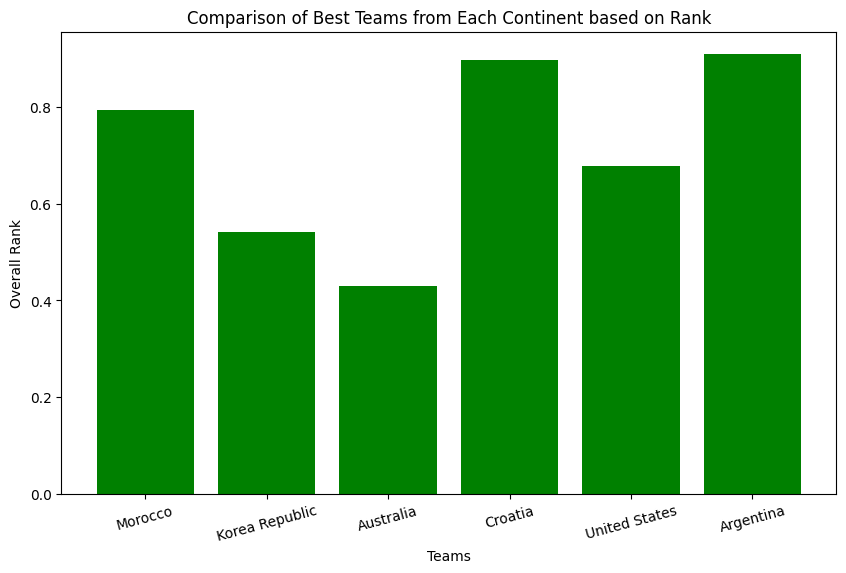 Comparison of Best Teams from Each Continent based on Rank
Overall Rank
0.8
0.6
0.4
0.2
0.0
Morocco
Korea Republic
Australia
Croatia
United States
Argentina
Teams